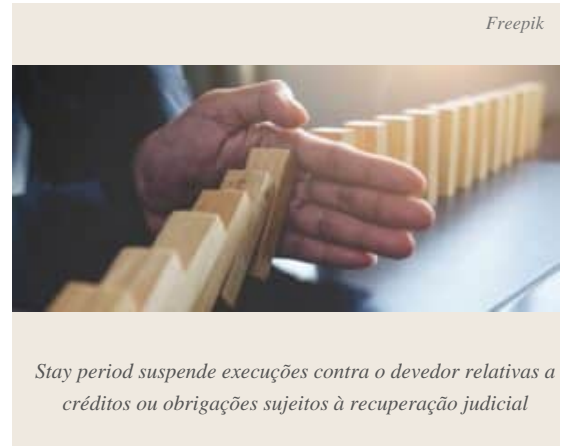 Freepik
Stay period suspende execuções contra o devedor relativas a
créditos ou obrigações sujeitos à recuperação judicial